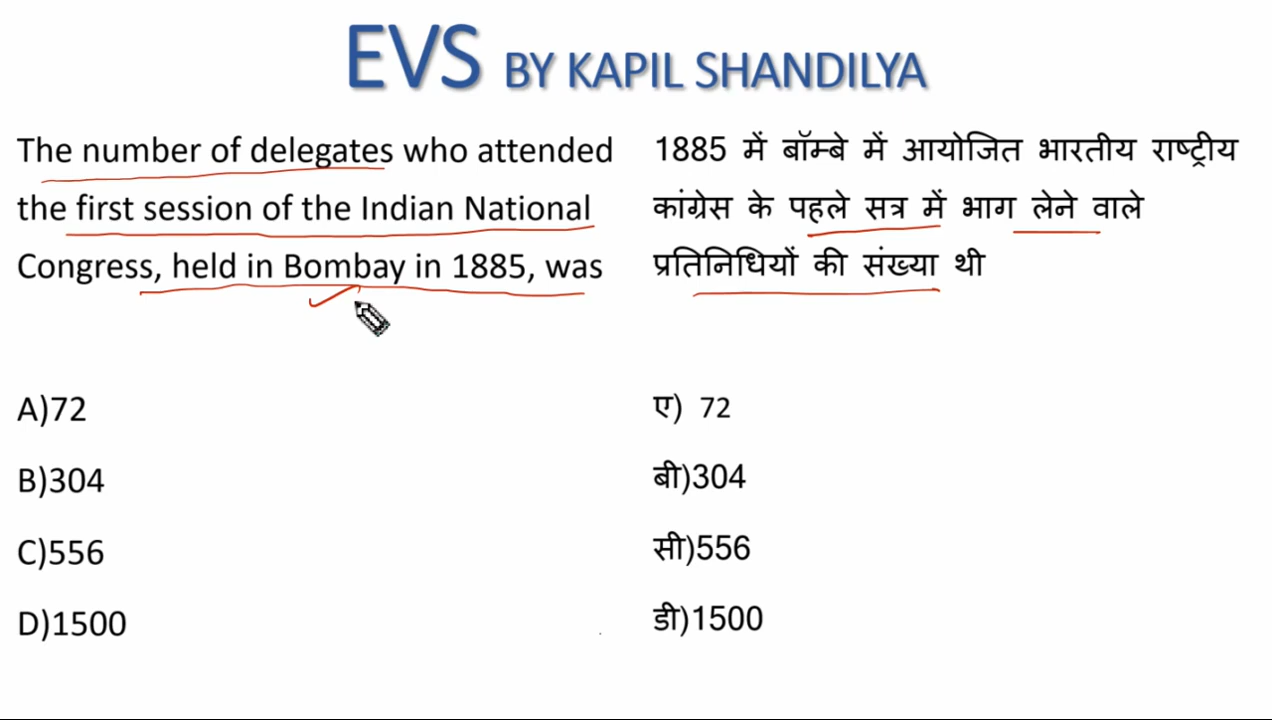 EVS BY KAPIL SHANDILYA
The number of delegates who attended
the first session of the Indian National
Congress, held in Bombay in 1885, was
A)72
B)304
C)556
D)1500
1885 में बॉम्बे में आयोजित भारतीय राष्ट्रीय
कांग्रेस के पहले सत्र में भाग लेने वाले
प्रतिनिधियों की संख्या थी
ए) 72
बी)304
सी)556
डी)1500